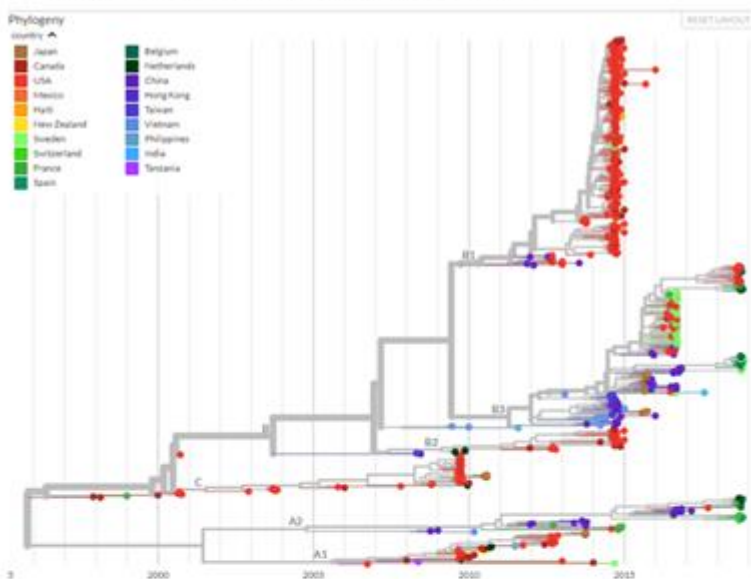 Phylogeny
RESET LAYOUT
country
Japan
Canada
USA
Mexico
Haiti
New Zealand
Sweden
Switzerland
France
Spain
Belgium
Netherlands
China
Hong Kong
Taiwan
Vietnam
Philippines
India
Tanzania
B1
B3
B
B2
C
A2
A1
5 2000 2005 2010 2015